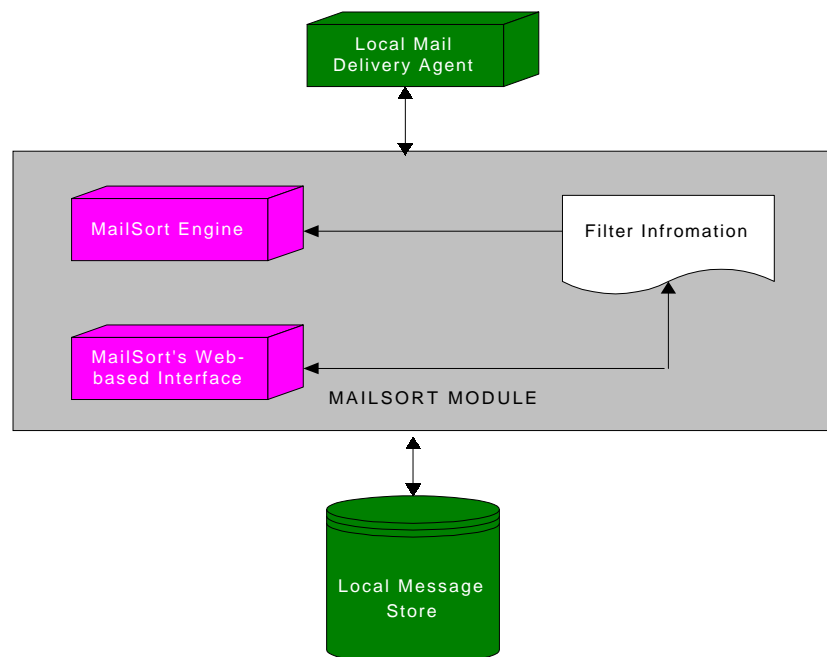 Local Mail
Delivery Agent
MailSort Engine
Filter Infromation
MailSort's Web-
based Interface
MAILSORT MODULE
Local Message
Store